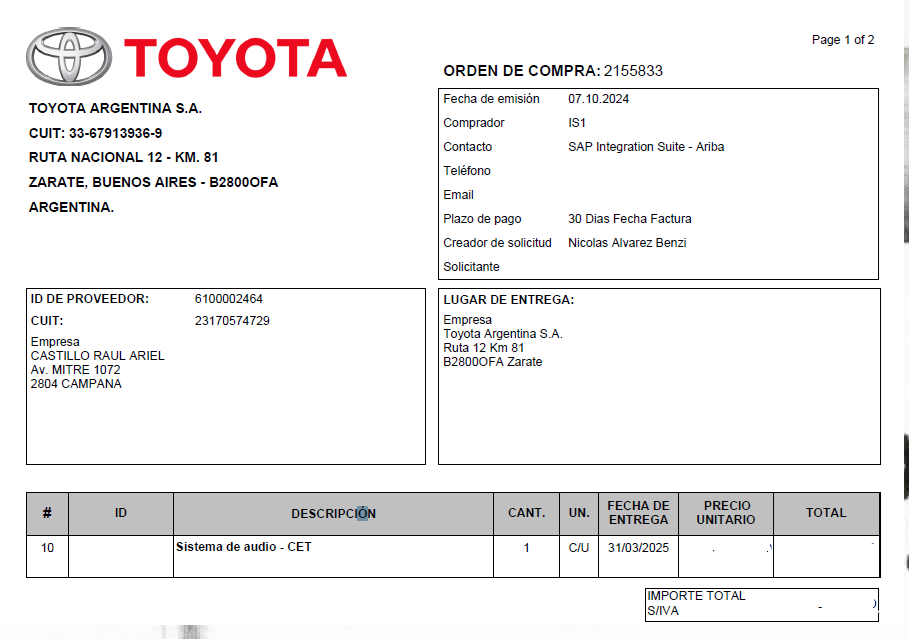 Page 1 of 2
TOYOTA
ORDEN DE COMPRA: 2155833
TOYOTA ARGENTINA S.A.
CUIT: 33-67913936-9
RUTA NACIONAL 12 - KM. 81
ZARATE, BUENOS AIRES - B2800OFA
ARGENTINA.
Fecha de emisión 07.10.2024
Comprador IS1
Contacto SAP Integration Suite - Ariba
Teléfono
Email
Plazo de pago 30 Dias Fecha Factura
Creador de solicitud Nicolas Alvarez Benzi
Solicitante
ID DE PROVEEDOR: 6100002464
CUIT: 23170574729
Empresa
CASTILLO RAUL ARIEL
Av. MITRE 1072
2804 CAMPANA
LUGAR DE ENTREGA:
Empresa
Toyota Argentina S.A.
Ruta 12 Km 81
B2800OFA Zarate
# ID DESCRIPCIÓN CANT. UN. FECHA DE ENTREGA PRECIO UNITARIO TOTAL
10 Sistema de audio - CET 1 C/U 31/03/2025
IMPORTE TOTAL
S/IVA